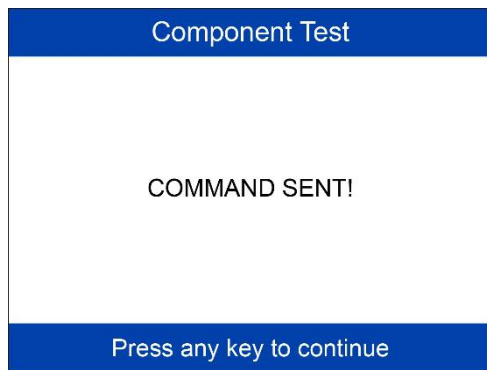 Component Test
COMMAND SENT!
Press any key to continue